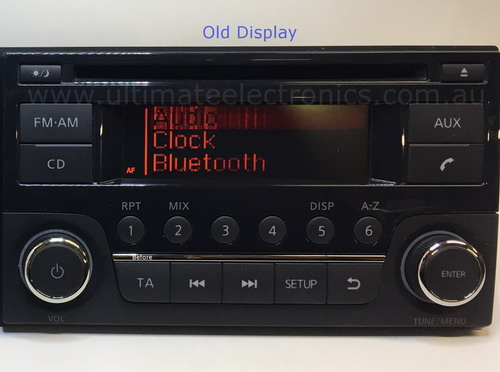 Old Display
www.ultimateelectronics.com.au
FM·AM
Audio
AUX
Clock
CD
Bluetooth
AF
RPT MIX DISP A-Z
1 2 3 4 5 6
Before
TA SETUP ENTER
VOL TUNE/MENU